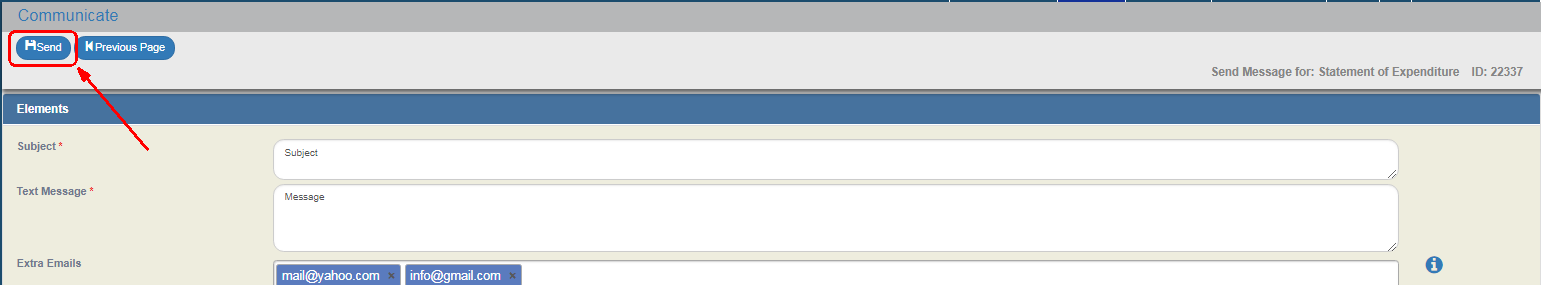 Communicate
Send Previous Page
Send Message for: Statement of Expenditure ID: 22337
Elements
Subject *
Subject
Text Message *
Message
Extra Emails
mail@yahoo.com × info@gmail.com ×